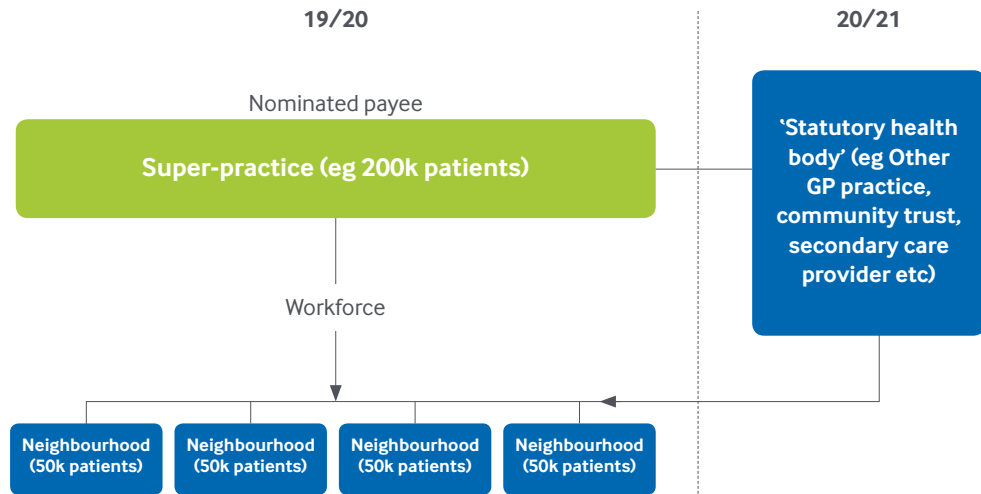 19/20
20/21
Nominated payee
Super-practice (eg 200k patients)
‘Statutory health
body’ (eg Other
GP practice,
community trust,
secondary care
provider etc)
Workforce
Neighbourhood
(50k patients)
Neighbourhood
(50k patients)
Neighbourhood
(50k patients)
Neighbourhood
(50k patients)